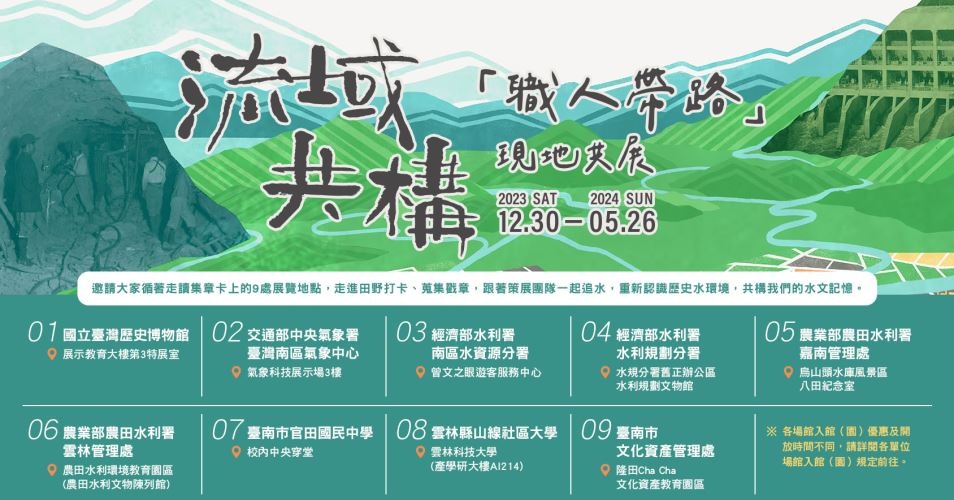 流域
共構
「職人帶路」
現地共展
2023 SAT 2024 SUN
12.30－05.26
邀請大家循著走讀集章卡上的9處展覽地點，走進田野打卡、蒐集戳章，跟著策展團隊一起追水，重新認識歷史水環境，共構我們的水文記憶。
01 國立臺灣歷史博物館
展示教育大樓第3特展室
02 交通部中央氣象署
臺灣南區氣象中心
氣象科技展示場3樓
03 經濟部水利署
南區水資源分署
曾文之眼遊客服務中心
04 經濟部水利署
水利規劃分署
水規分署舊正辦公區
水利規劃文物館
05 農業部農田水利署
嘉南管理處
烏山頭水庫風景區
八田紀念室
06 農業部農田水利署
雲林管理處
農田水利環境教育園區
(農田水利文物陳列館)
07 臺南市官田國民中學
校內中央穿堂
08 雲林縣山線社區大學
雲林科技大學
(產學研大樓AI214)
09 臺南市
文化資產管理處
隆田Cha Cha
文化資產教育園區
※ 各場館入館（園）優惠及開
放時間不同，請詳閱各單位
場館入館（園）規定前往。